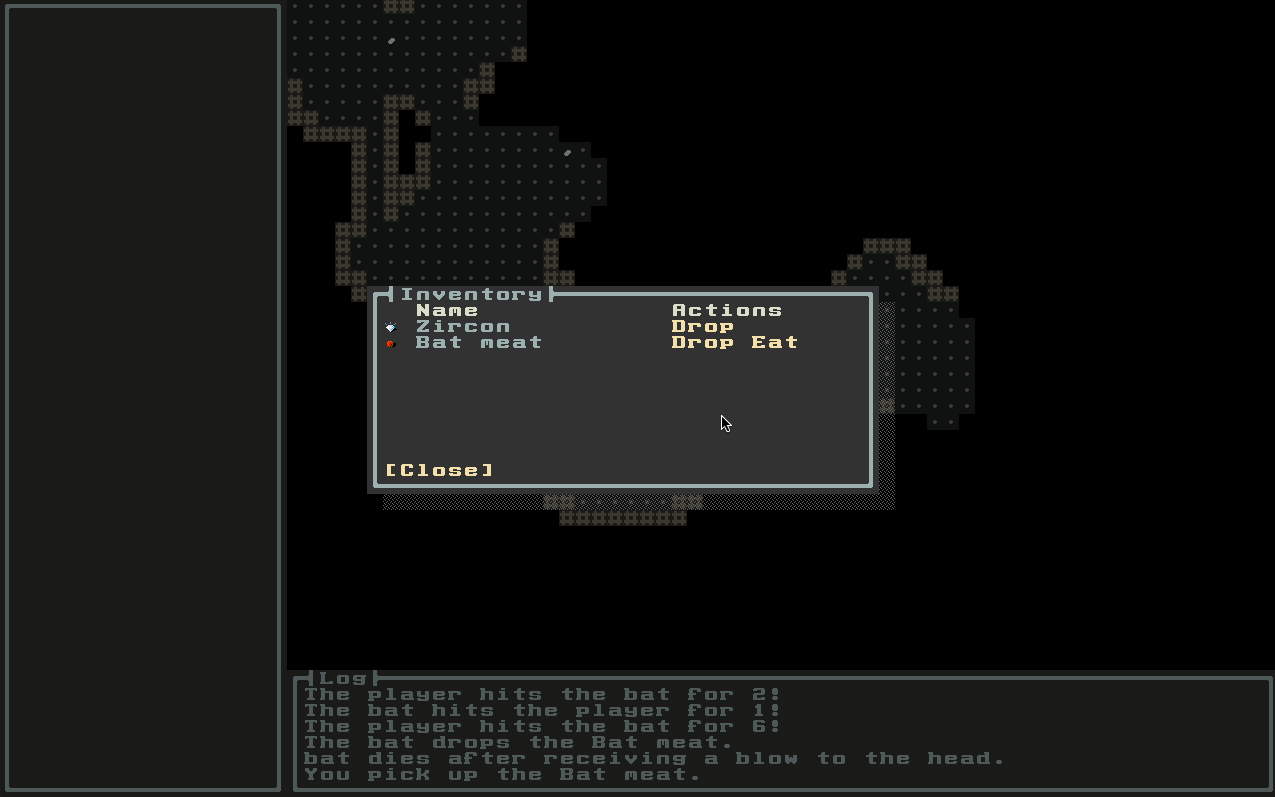 Inventory
Name Actions
Zircon Drop
Bat meat Drop Eat
[Close]
Log
The player hits the bat for 2!
The bat hits the player for 1!
The player hits the bat for 6!
The bat drops the Bat meat.
bat dies after receiving a blow to the head.
You pick up the Bat meat.